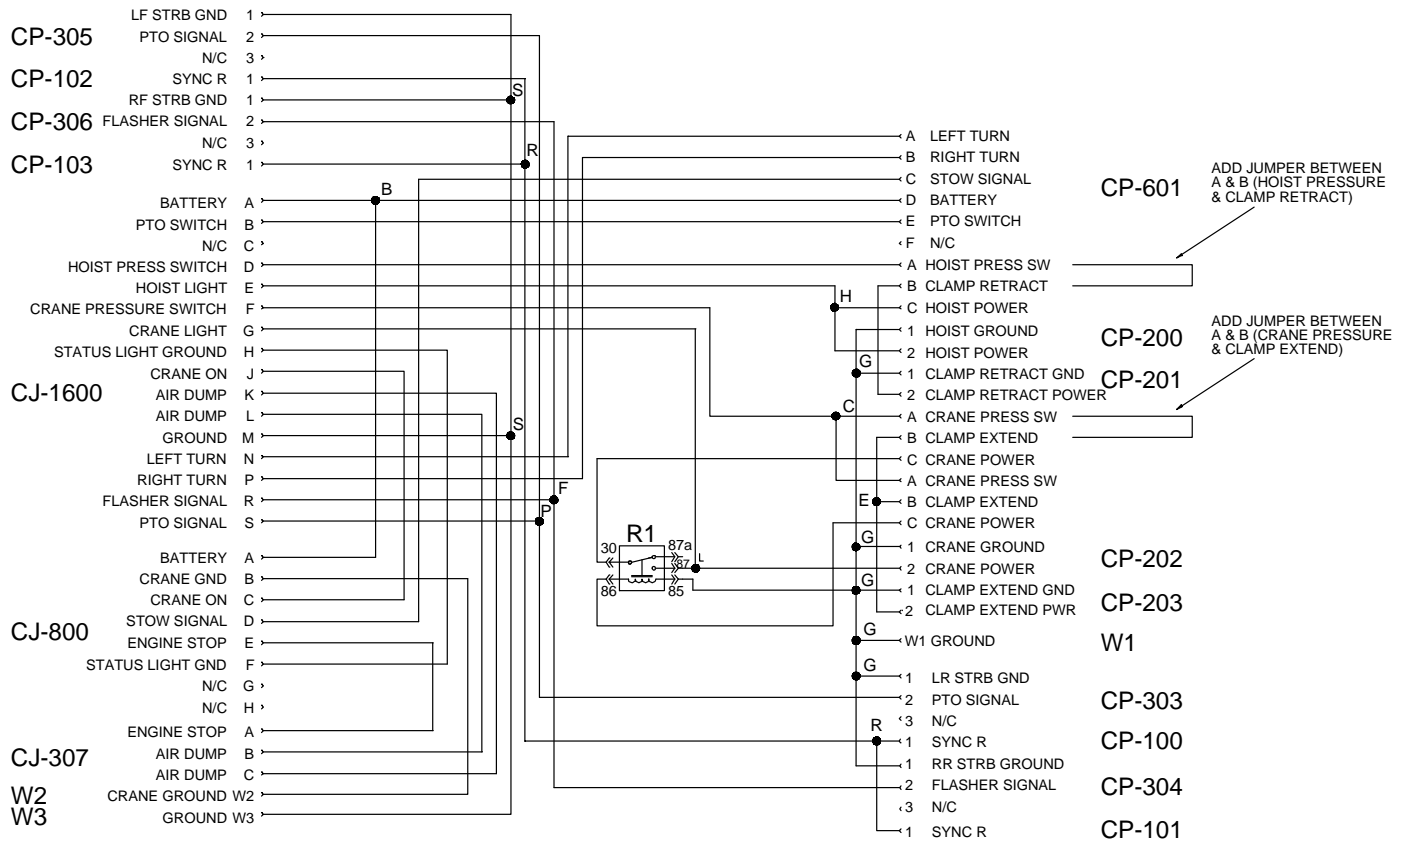 LF STRB GND 1
CP-305 PTO SIGNAL 2
N/C 3
CP-102 SYNC R 1
RF STRB GND 1
S
CP-306 FLASHER SIGNAL 2
N/C 3
CP-103 SYNC R 1
R
BATTERY A
B
PTO SWITCH B
N/C C
HOIST PRESS SWITCH D
HOIST LIGHT E
CRANE PRESSURE SWITCH F
CRANE LIGHT G
STATUS LIGHT GROUND H
CRANE ON J
CJ-1600 AIR DUMP K
AIR DUMP L
GROUND M
S
LEFT TURN N
RIGHT TURN P
FLASHER SIGNAL R
F
PTO SIGNAL S
P
BATTERY A
CRANE GND B
CRANE ON C
STOW SIGNAL D
CJ-800
ENGINE STOP E
STATUS LIGHT GND F
N/C G
N/C H
ENGINE STOP A
CJ-307 AIR DUMP B
AIR DUMP C
W2 CRANE GROUND W2
W3 GROUND W3
R1
30 87a
87 L
86 85
A LEFT TURN
B RIGHT TURN
C STOW SIGNAL
CP-601
D BATTERY
E PTO SWITCH
F N/C
A HOIST PRESS SW
B CLAMP RETRACT
H
C HOIST POWER
1 HOIST GROUND
CP-200
2 HOIST POWER
G
1 CLAMP RETRACT GND
CP-201
2 CLAMP RETRACT POWER
C
A CRANE PRESS SW
B CLAMP EXTEND
C CRANE POWER
A CRANE PRESS SW
E
B CLAMP EXTEND
C CRANE POWER
G
1 CRANE GROUND
CP-202
2 CRANE POWER
G
1 CLAMP EXTEND GND
CP-203
2 CLAMP EXTEND PWR
G
W1 GROUND
W1
G
1 LR STRB GND
2 PTO SIGNAL
CP-303
3 N/C
R
1 SYNC R
CP-100
1 RR STRB GROUND
2 FLASHER SIGNAL
CP-304
3 N/C
1 SYNC R
CP-101
ADD JUMPER BETWEEN
A & B (HOIST PRESSURE
& CLAMP RETRACT)
ADD JUMPER BETWEEN
A & B (CRANE PRESSURE
& CLAMP EXTEND)